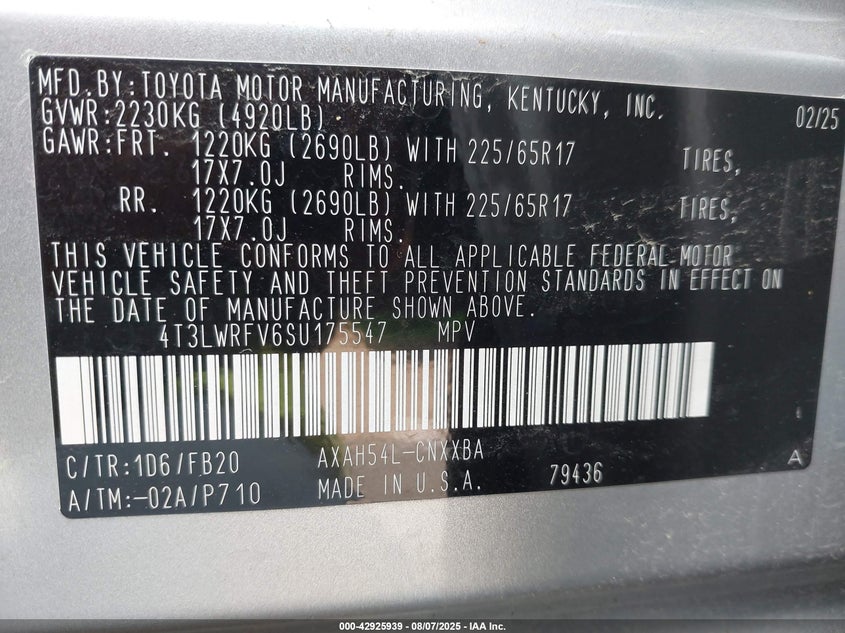 MFD.BY:TOYOTA MOTOR MANUFACTURING, KENTUCKY, INC. 02/25
GVWR:2230KG (4920LB)
GAWR:FRT. 1220KG (2690LB) WITH 225/65R17 TIRES,
17X7.0J RIMS.
RR. 1220KG (2690LB) WITH 225/65R17 TIRES,
17X7.0J RIMS.
THIS VEHICLE CONFORMS TO ALL APPLICABLE FEDERAL MOTOR
VEHICLE SAFETY AND THEFT PREVENTION STANDARDS IN EFFECT ON
THE DATE OF MANUFACTURE SHOWN ABOVE.
4T3LWRFV6SU175547 MPV
C/TR:1D6/FB20 AXAH54L-CNXXBA A
A/TM:-02A/P710 MADE IN U.S.A. 79436
000-42925939 - 08/07/2025 - IAA Inc.